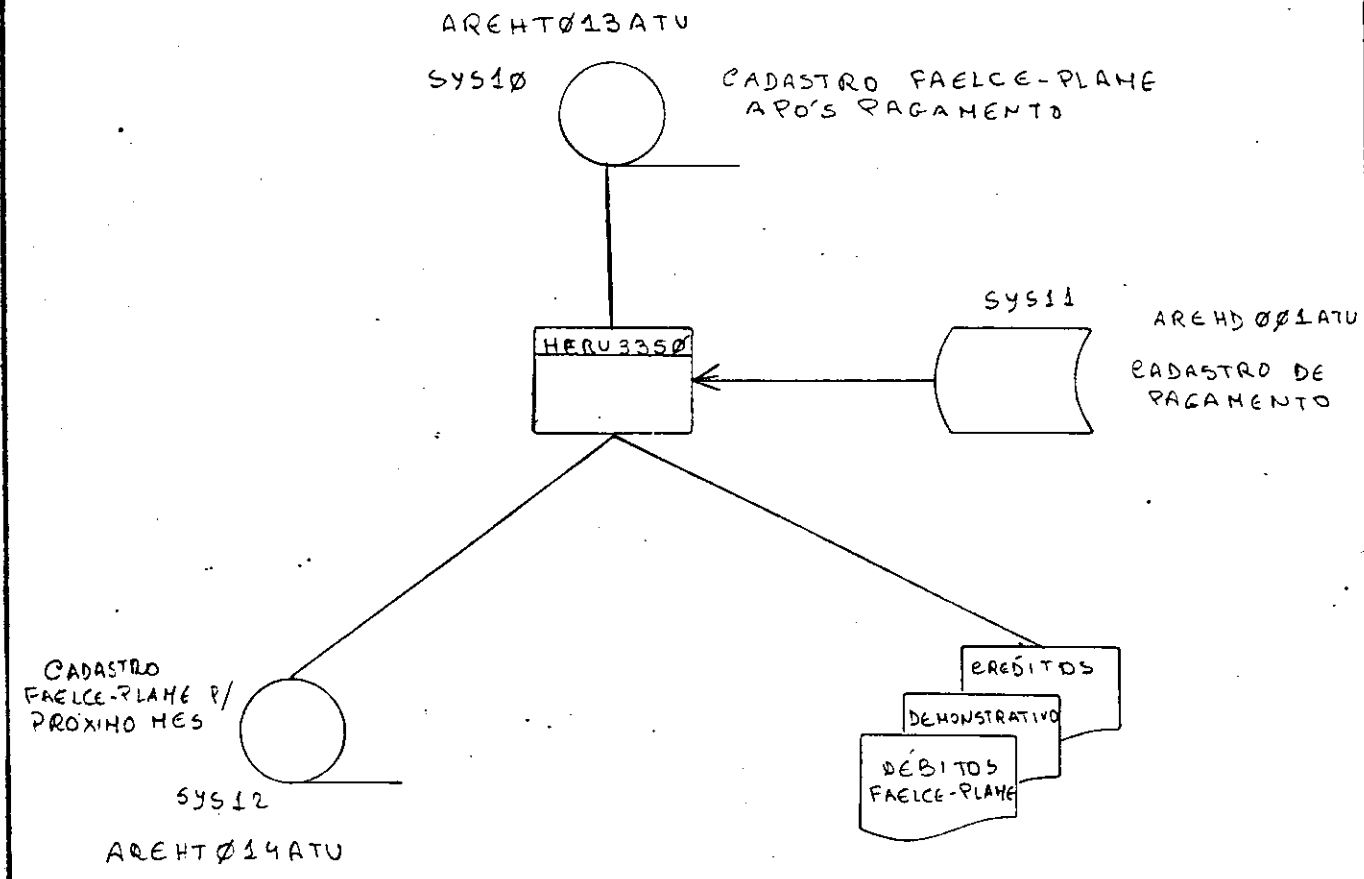 AREHTØ13ATU
SYS1Ø
CADASTRO FAELCE-PLAME
APÓS PAGAMENTO
HERU335Ø
SYS11
AREHDØØ1ATU
CADASTRO DE
PAGAMENTO
CADASTRO
FAELCE-PLAME P/
PRÓXIMO MES
SYS12
AREHTØ14ATU
CREDITOS
DEMONSTRATIVO
DÉBITOS
FAELCE-PLAME